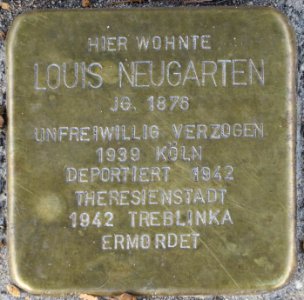 HIER WOHNTE
LOUIS NEUGARTEN
JG. 1876
UNFREIWILLIG VERZOGEN
1939 KÖLN
DEPORTIERT 1942
THERESIENSTADT
1942 TREBLINKA
ERMORDET